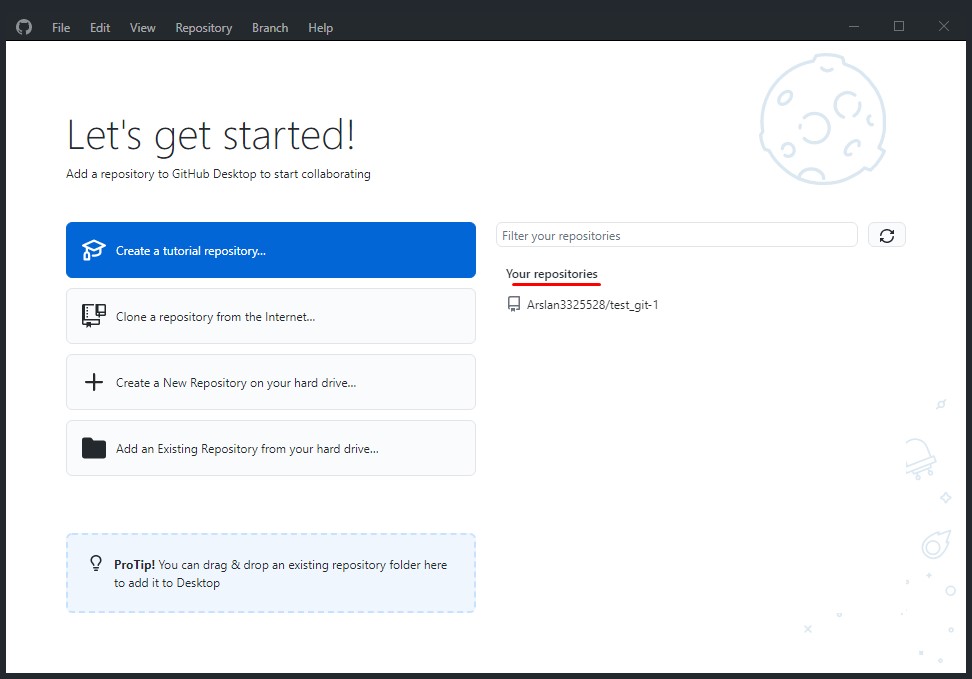 File Edit View Repository Branch Help
Let's get started!
Add a repository to GitHub Desktop to start collaborating
Create a tutorial repository...
Clone a repository from the Internet...
Create a New Repository on your hard drive...
Add an Existing Repository from your hard drive...
ProTip! You can drag & drop an existing repository folder here
to add it to Desktop
Filter your repositories
Your repositories
Arslan3325528/test_git-1